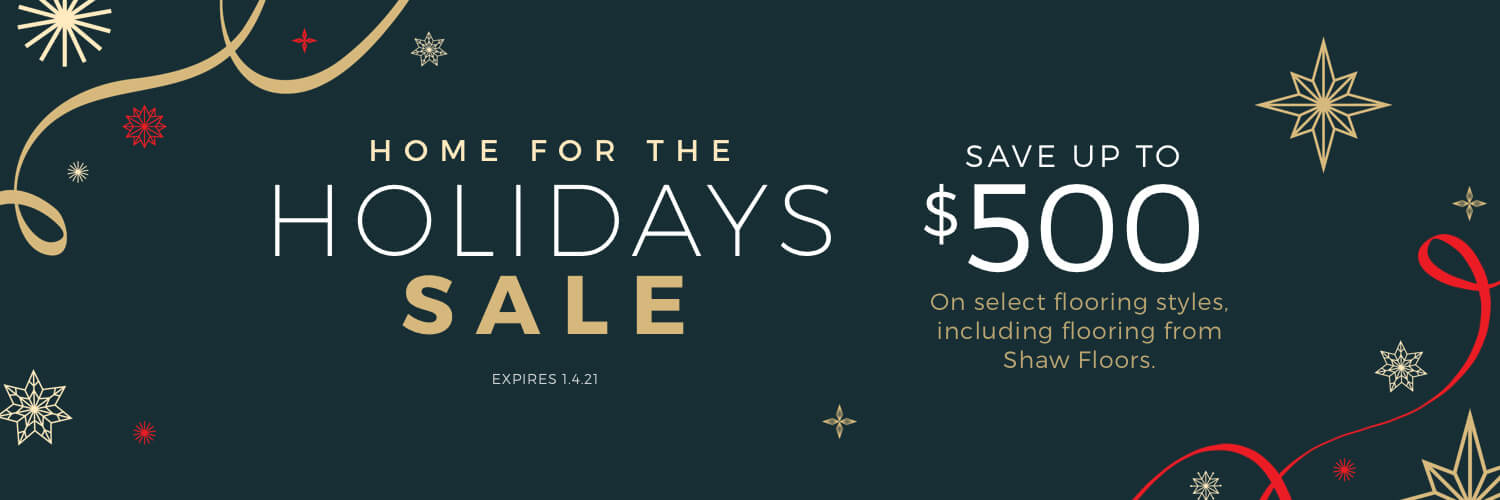 HOME FOR THE
HOLIDAYS
SALE
EXPIRES 1.4.21
SAVE UP TO
$500
On select flooring styles,
including flooring from
Shaw Floors.